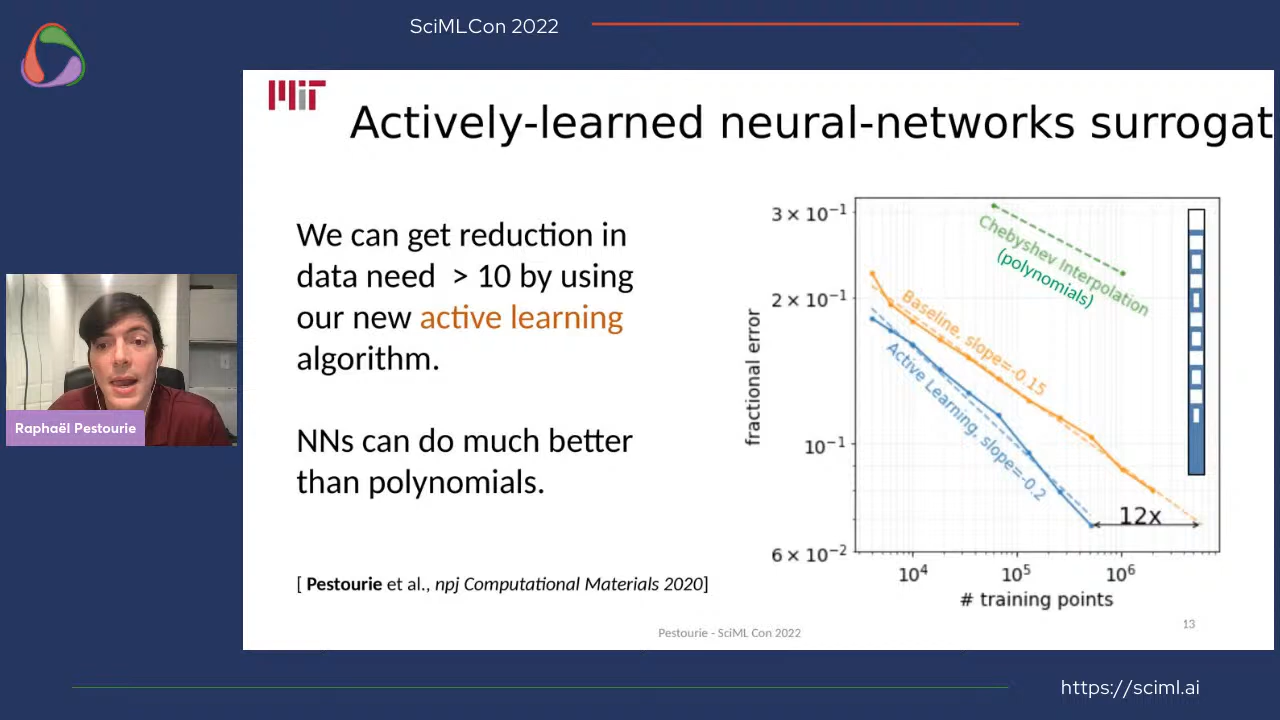 SciMLCon 2022
MIT
Actively-learned neural-networks surrogat
We can get reduction in
data need > 10 by using
our new active learning
algorithm.
NNs can do much better
than polynomials.
[ Pestourie et al., npj Computational Materials 2020]
fractional error
3 × 10⁻¹
2 × 10⁻¹
10⁻¹
6 × 10⁻²
Chebyshev Interpolation
(polynomials)
Baseline, slope=-0.15
Active Learning, slope=-0.2
12x
10⁴
10⁵
10⁶
# training points
Pestourie - SciML Con 2022
13
Raphaël Pestourie
https://sciml.ai